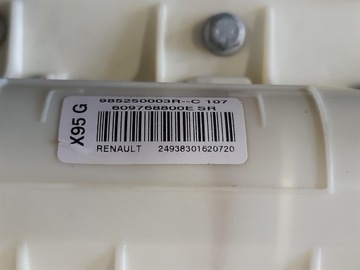 985250003R--C 107
609768800E SR
X95 G
RENAULT 24938301620720